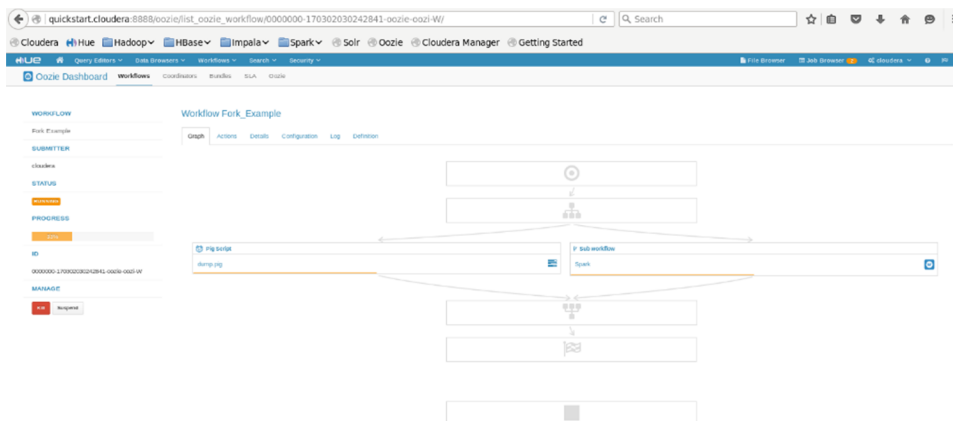 quickstart.cloudera:8888/oozie/list_oozie_workflow/0000000-170302030242841-oozie-oozi-W/
Search
Cloudera Hue Hadoop HBase Impala Spark Solr Oozie Cloudera Manager Getting Started
HUE Query Editors Data Browsers Workflows Search Security File Browser Job Browser cloudera
Oozie Dashboard Workflows Coordinators Bundles SLA Oozie
WORKFLOW
Fork_Example
SUBMITTER
cloudera
STATUS
PROGRESS
ID
0000000-170302030242841-oozie-oozi-W
MANAGE
Kill Suspend
Workflow Fork_Example
Graph Actions Details Configuration Log Definition
Pig Script
dump.pig
Sub workflow
Spark